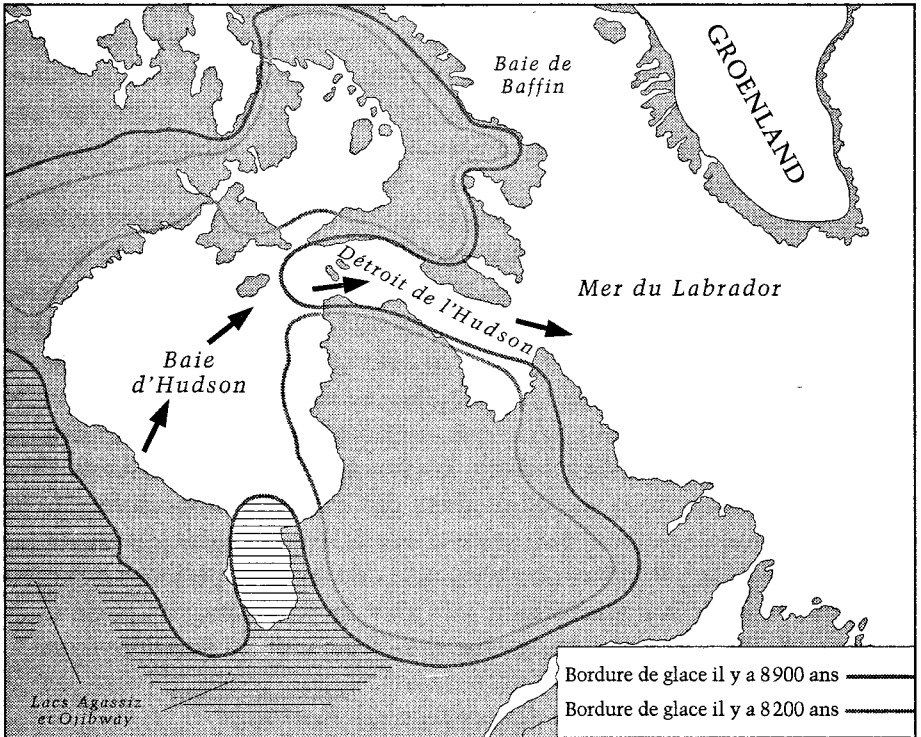 Baie de
Baffin
GROENLAND
Détroit de l'Hudson
Mer du Labrador
Baie
d'Hudson
Lacs Agassiz
et Ojibway
Bordure de glace il y a 8900 ans
Bordure de glace il y a 8200 ans